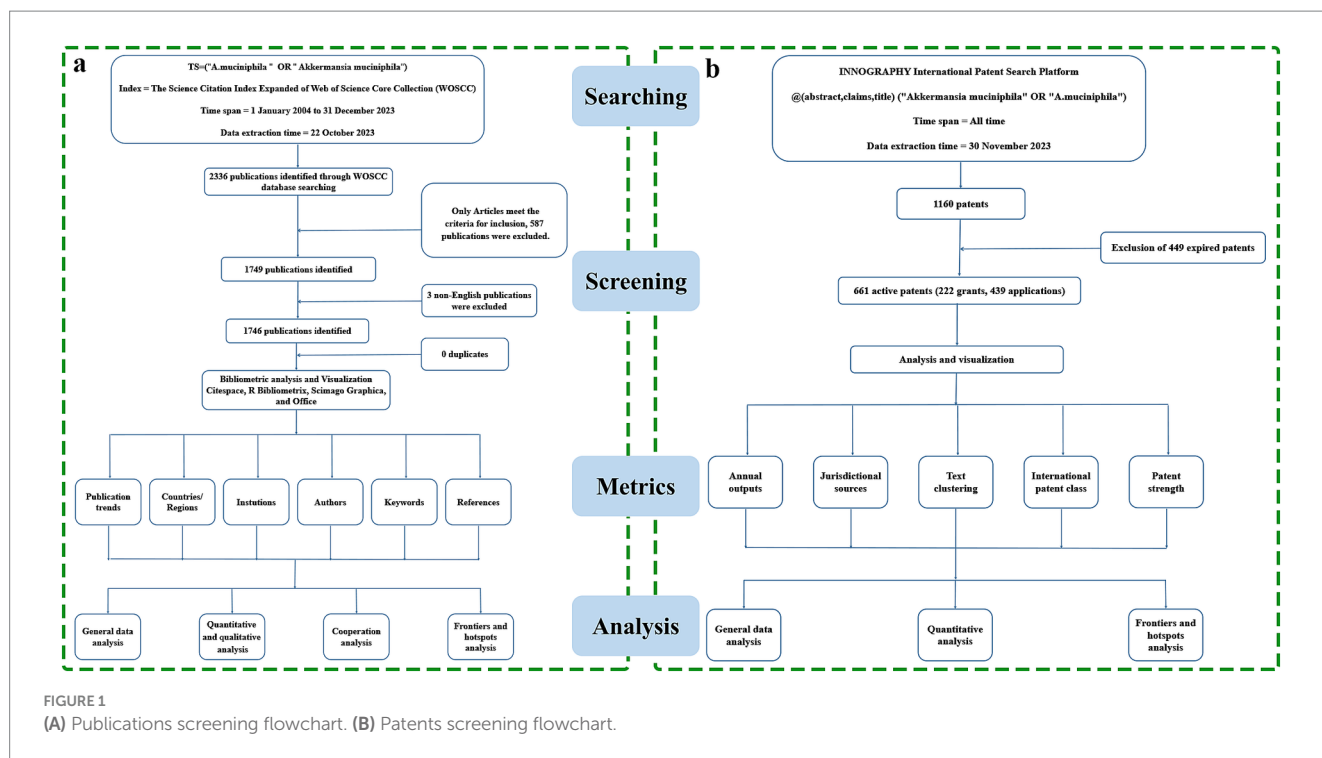 a
TS=("A.muciniphila " OR " Akkermansia muciniphila")
Index = The Science Citation Index Expanded of Web of Science Core Collection (WOSCC)
Time span = 1 January 2004 to 31 December 2023
Data extraction time = 22 October 2023
2336 publications identified through WOSCC
database searching
Only Articles meet the
criteria for inclusion, 587
publications were excluded.
1749 publications identified
3 non-English publications
were excluded
1746 publications identified
0 duplicates
Bibliometric analysis and Visualization
Citespace, R Bibliometrix, Scimago Graphica,
and Office
Publication
trends
Countries/
Regions
Instutions
Authors
Keywords
References
General data
analysis
Quantitative
and qualitative
analysis
Cooperation
analysis
Frontiers and
hotspots
analysis
Searching
Screening
Metrics
Analysis
b
INNOGRAPHY International Patent Search Platform
@(abstract,claims,title) ("Akkermansia muciniphila" OR "A.muciniphila")
Time span = All time
Data extraction time = 30 November 2023
1160 patents
Exclusion of 449 expired patents
661 active patents (222 grants, 439 applications)
Analysis and visualization
Annual
outputs
Jurisdictional
sources
Text
clustering
International
patent class
Patent
strength
General data
analysis
Quantitative
analysis
Frontiers and
hotspots
analysis
FIGURE 1
(A) Publications screening flowchart. (B) Patents screening flowchart.